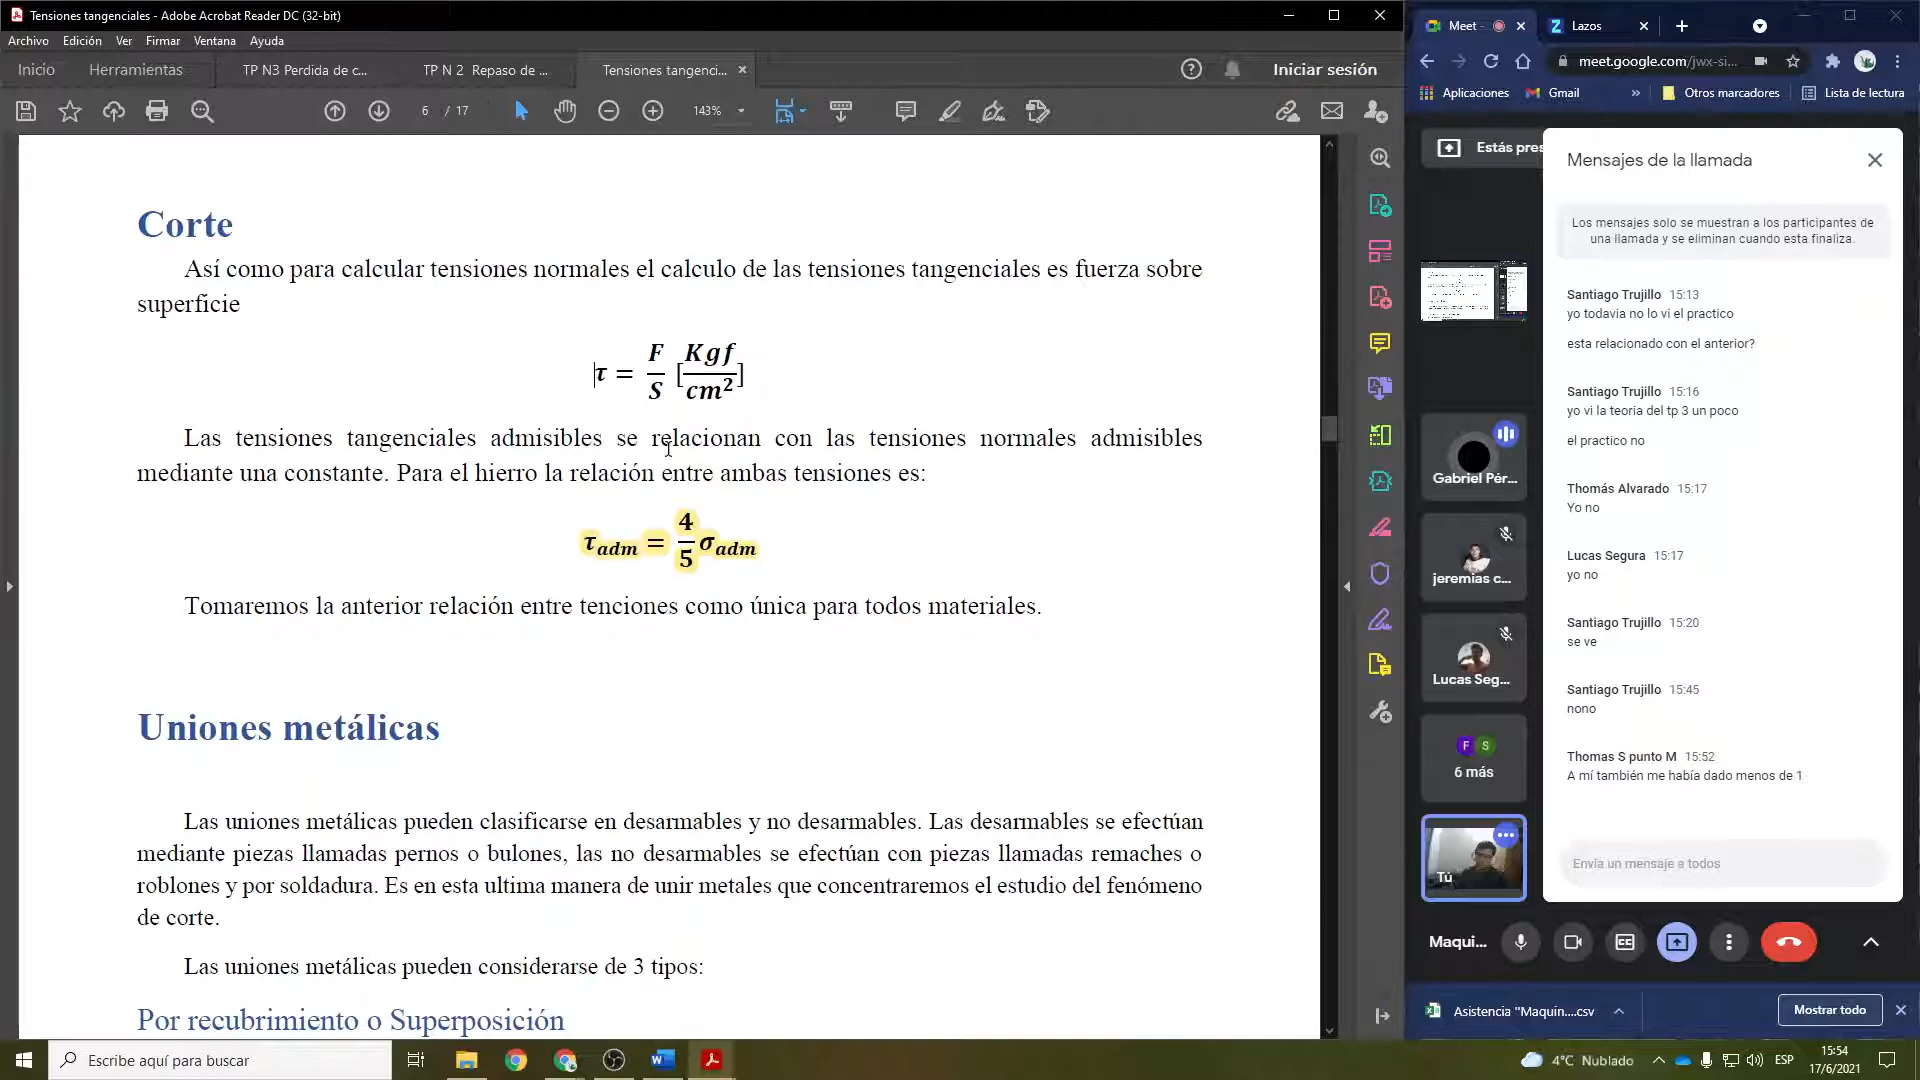 Tensiones tangenciales - Adobe Acrobat Reader DC (32-bit)
Archivo Edición Ver Firmar Ventana Ayuda
Inicio Herramientas TP N3 Perdida de c... TP N 2 Repaso de ... Tensiones tangenci... Iniciar sesión
6 / 17 143%
Corte
Así como para calcular tensiones normales el calculo de las tensiones tangenciales es fuerza sobre
superficie
τ = F/S [Kgf/cm²]
Las tensiones tangenciales admisibles se relacionan con las tensiones normales admisibles
mediante una constante. Para el hierro la relación entre ambas tensiones es:
τadm = 4/5 σadm
Tomaremos la anterior relación entre tenciones como única para todos materiales.
Uniones metálicas
Las uniones metálicas pueden clasificarse en desarmables y no desarmables. Las desarmables se efectúan
mediante piezas llamadas pernos o bulones, las no desarmables se efectúan con piezas llamadas remaches o
roblones y por soldadura. Es en esta ultima manera de unir metales que concentraremos el estudio del fenómeno
de corte.
Las uniones metálicas pueden considerarse de 3 tipos:
Por recubrimiento o Superposición
Meet - Lazos
meet.google.com/jwx-si...
Aplicaciones Gmail » Otros marcadores Lista de lectura
Estás pres
Mensajes de la llamada
Los mensajes solo se muestran a los participantes de
una llamada y se eliminan cuando esta finaliza.
Santiago Trujillo 15:13
yo todavia no lo vi el practico
esta relacionado con el anterior?
Santiago Trujillo 15:16
yo vi la teoria del tp 3 un poco
el practico no
Thomás Alvarado 15:17
Yo no
Lucas Segura 15:17
yo no
Santiago Trujillo 15:20
se ve
Santiago Trujillo 15:45
nono
Thomas S punto M 15:52
A mí también me había dado menos de 1
Envía un mensaje a todos
Gabriel Pér...
jeremias c...
Lucas Seg...
F S
6 más
Tú
Maqui...
Asistencia "Maquin....csv Mostrar todo
Escribe aquí para buscar
4°C Nublado ESP 15:54
17/6/2021